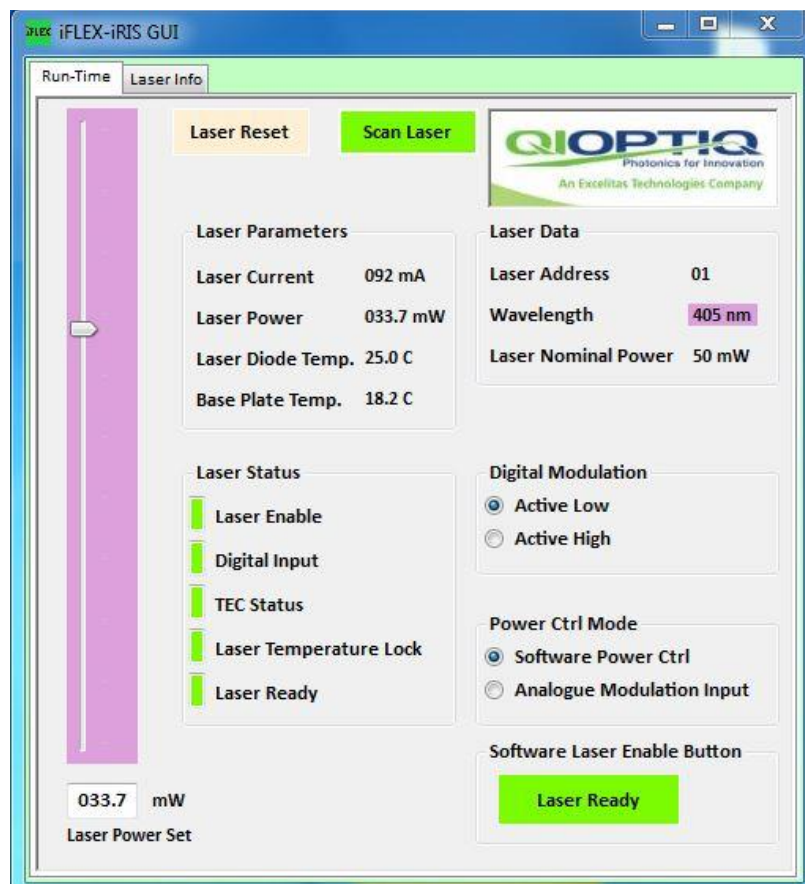 iFLEX iFLEX-iRIS GUI
Run-Time Laser Info
Laser Reset Scan Laser
QIOPTIQ
Photonics for Innovation
An Excelitas Technologies Company
Laser Parameters
Laser Current 092 mA
Laser Power 033.7 mW
Laser Diode Temp. 25.0 C
Base Plate Temp. 18.2 C
Laser Data
Laser Address 01
Wavelength 405 nm
Laser Nominal Power 50 mW
Laser Status
Laser Enable
Digital Input
TEC Status
Laser Temperature Lock
Laser Ready
Digital Modulation
Active Low
Active High
Power Ctrl Mode
Software Power Ctrl
Analogue Modulation Input
Software Laser Enable Button
Laser Ready
033.7 mW
Laser Power Set